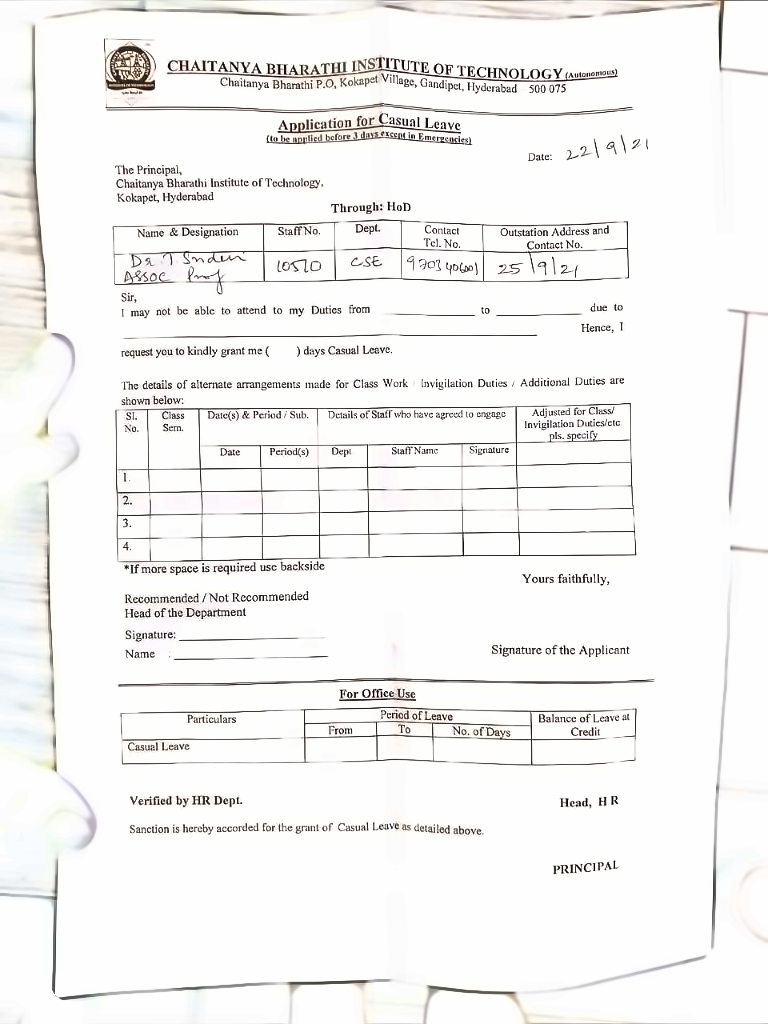 CHAITANYA BHARATHI INSTITUTE OF TECHNOLOGY (Autonomous)
Chaitanya Bharathi P.O, Kokapet Village, Gandipet, Hyderabad 500 075
Application for Casual Leave
(to be applied before 3 days except in Emergencies)
Date: 22/9/21
The Principal,
Chaitanya Bharathi Institute of Technology,
Kokapet, Hyderabad
Through: HoD
Name & Designation Staff No. Dept. Contact Tel. No. Outstation Address and Contact No.
Dr. T
Assoc Prof 10510 CSE 25/9/21
Sir,
I may not be able to attend to my Duties from ____ to ____ due to
____ Hence, I
request you to kindly grant me ( ) days Casual Leave.
The details of alternate arrangements made for Class Work / Invigilation Duties / Additional Duties are
shown below:
Sl. No. Class Sem. Date(s) & Period / Sub. Details of Staff who have agreed to engage Adjusted for Class/ Invigilation Duties/etc pls. specify
Date Period(s) Dept Staff Name Signature
1.
2.
3.
4.
*If more space is required use backside
Yours faithfully,
Recommended / Not Recommended
Head of the Department
Signature: ____
Name : ____
Signature of the Applicant
For Office Use
Particulars Period of Leave Balance of Leave at Credit
From To No. of Days
Casual Leave
Verified by HR Dept. Head, H R
Sanction is hereby accorded for the grant of Casual Leave as detailed above.
PRINCIPAL